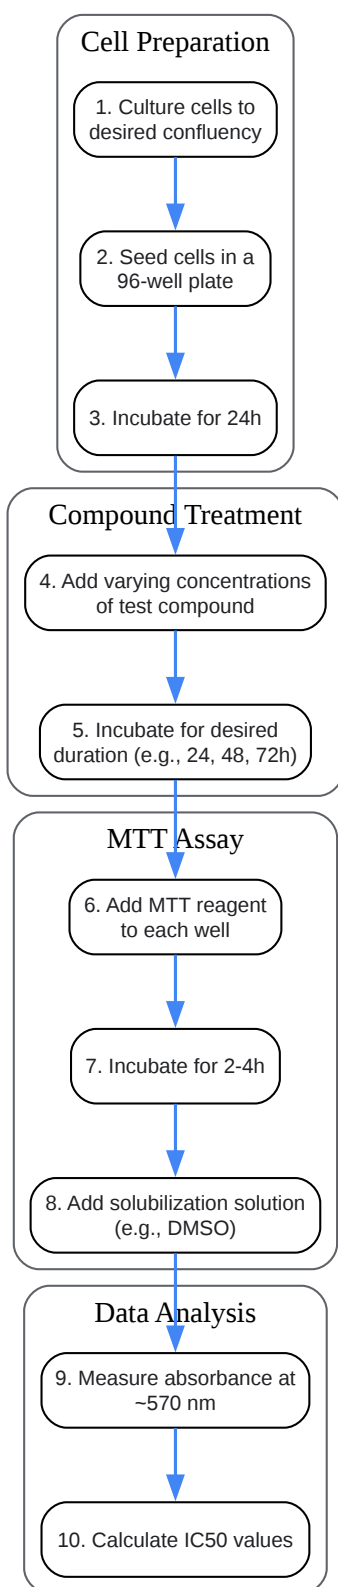 Cell Preparation
1. Culture cells to
desired confluency
2. Seed cells in a
96-well plate
3. Incubate for 24h
Compound Treatment
4. Add varying concentrations
of test compound
5. Incubate for desired
duration (e.g., 24, 48, 72h)
MTT Assay
6. Add MTT reagent
to each well
7. Incubate for 2-4h
8. Add solubilization solution
(e.g., DMSO)
Data Analysis
9. Measure absorbance at
~570 nm
10. Calculate IC50 values